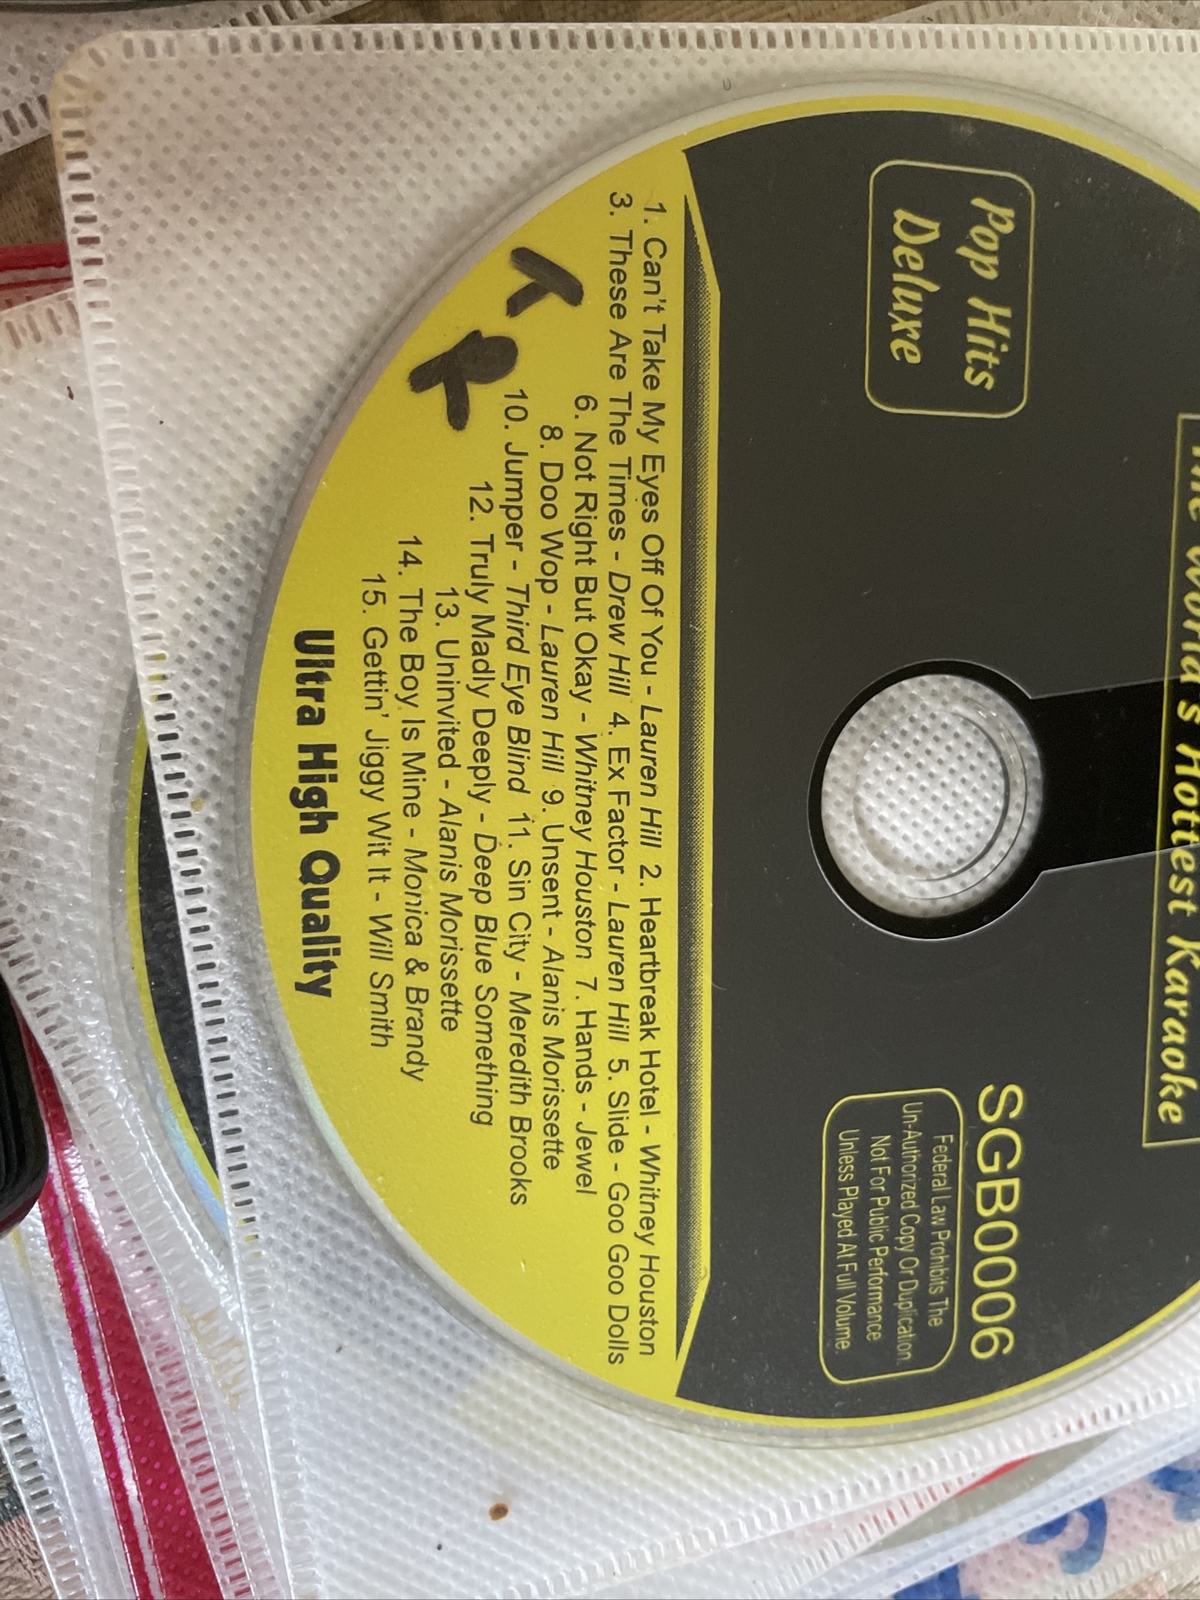 The World's Hottest Karaoke
Pop Hits
Deluxe
SGB0006
Federal Law Prohibits The
Un-Authorized Copy Or Duplication.
Not For Public Performance
Unless Played At Full Volume.
1. Can't Take My Eyes Off Of You - Lauren Hill 2. Heartbreak Hotel - Whitney Houston
3. These Are The Times - Drew Hill 4. Ex Factor - Lauren Hill 5. Slide - Goo Goo Dolls
6. Not Right But Okay - Whitney Houston 7. Hands - Jewel
8. Doo Wop - Lauren Hill 9. Unsent - Alanis Morissette
10. Jumper - Third Eye Blind 11. Sin City - Meredith Brooks
12. Truly Madly Deeply - Deep Blue Something
13. Uninvited - Alanis Morissette
14. The Boy Is Mine - Monica & Brandy
15. Gettin' Jiggy Wit It - Will Smith
Ultra High Quality